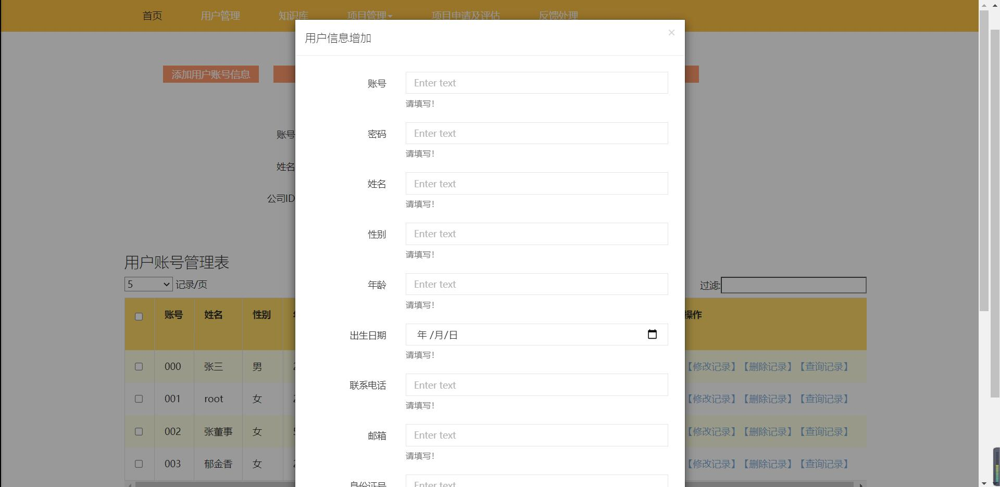 首页 用户管理 知识库 项目管理 项目申请及评估 反馈处理
用户信息增加 ×
添加用户账号信息
账号 Enter text
请填写!
密码 Enter text
请填写!
姓名 Enter text
请填写!
性别 Enter text
请填写!
年龄 Enter text
请填写!
出生日期 年 /月/日
请填写!
联系电话 Enter text
请填写!
邮箱 Enter text
请填写!
身份证号 Enter text
账号
姓名
公司ID
用户账号管理表
5 记录/页 过滤:
账号 姓名 性别 操作
000 张三 男 【修改记录】【删除记录】【查询记录】
001 root 女 【修改记录】【删除记录】【查询记录】
002 张董事 女 【修改记录】【删除记录】【查询记录】
003 郁金香 女 【修改记录】【删除记录】【查询记录】